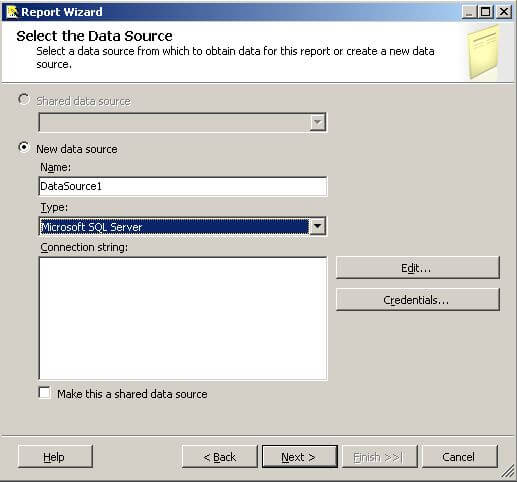 Report Wizard
Select the Data Source
Select a data source from which to obtain data for this report or create a new data
source.
Shared data source
New data source
Name:
DataSource1
Type:
Microsoft SQL Server
Connection string:
Edit...
Credentials...
Make this a shared data source
Help
< Back
Next >
Finish >>|
Cancel